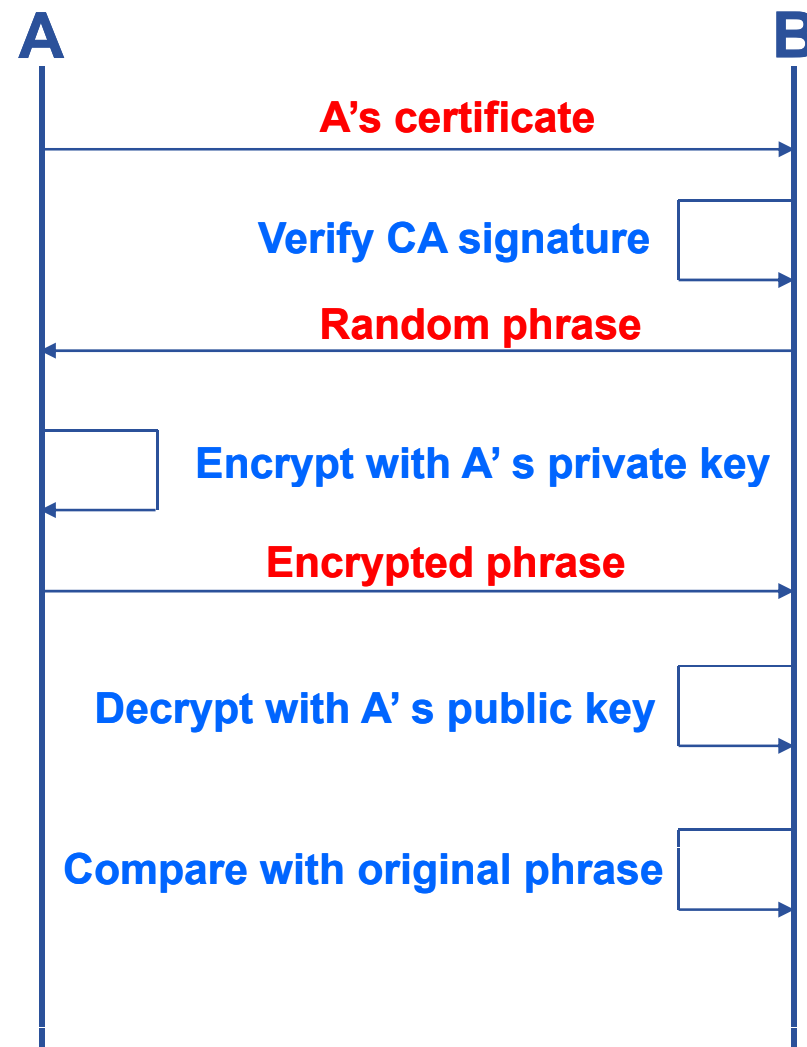 A B
A’s certificate
Verify CA signature
Random phrase
Encrypt with A’ s private key
Encrypted phrase
Decrypt with A’ s public key
Compare with original phrase